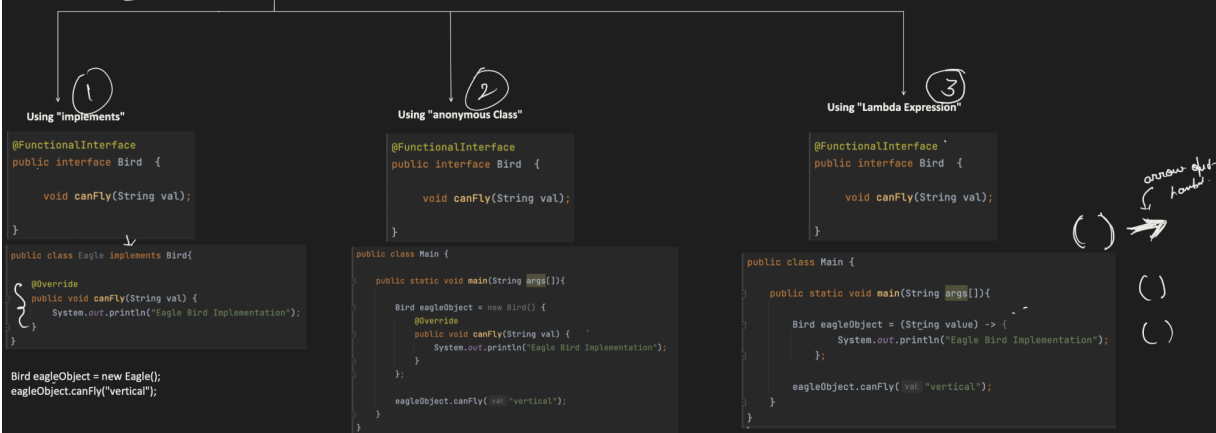 1
Using "implements"
@FunctionalInterface
public interface Bird {
void canFly(String val);
}
public class Eagle implements Bird{
@Override
public void canFly(String val) {
System.out.println("Eagle Bird Implementation");
}
}
Bird eagleObject = new Eagle();
eagleObject.canFly("vertical");
2
Using "anonymous Class"
@FunctionalInterface
public interface Bird {
void canFly(String val);
}
public class Main {
public static void main(String args[]){
Bird eagleObject = new Bird() {
@Override
public void canFly(String val) {
System.out.println("Eagle Bird Implementation");
}
};
eagleObject.canFly( val: "vertical");
}
}
3
Using "Lambda Expression"
@FunctionalInterface
public interface Bird {
void canFly(String val);
}
public class Main {
public static void main(String args[]){
Bird eagleObject = (String value) -> {
System.out.println("Eagle Bird Implementation");
};
eagleObject.canFly( val: "vertical");
}
}
arrow
( )
( )
( )